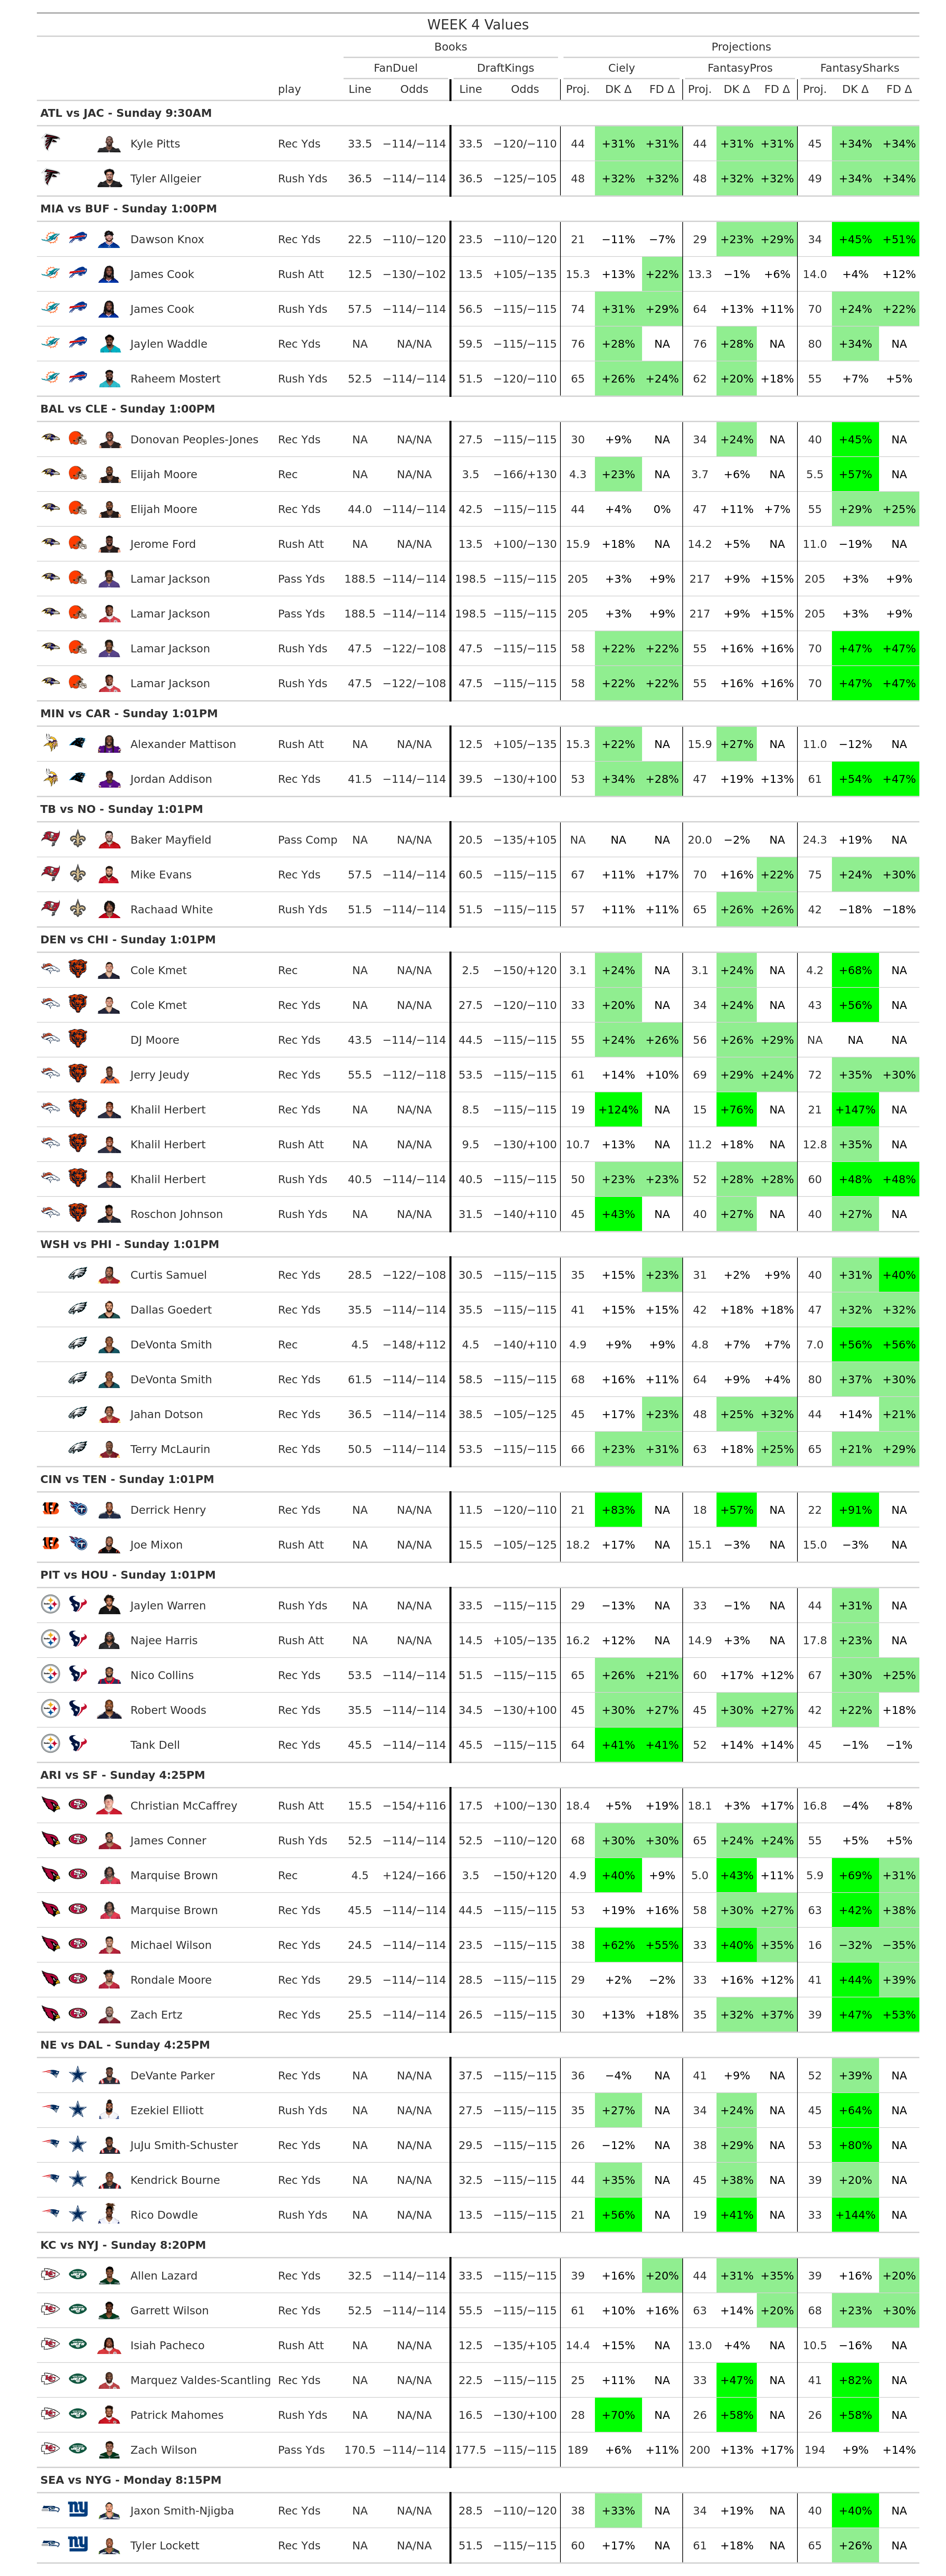 WEEK 4 Values
Books Projections
FanDuel DraftKings Ciely FantasyPros FantasySharks
play Line Odds Line Odds Proj. DK Δ FD Δ Proj. DK Δ FD Δ Proj. DK Δ FD Δ
ATL vs JAC - Sunday 9:30AM
Kyle Pitts Rec Yds 33.5 −114/−114 33.5 −120/−110 44 +31% +31% 44 +31% +31% 45 +34% +34%
Tyler Allgeier Rush Yds 36.5 −114/−114 36.5 −125/−105 48 +32% +32% 48 +32% +32% 49 +34% +34%
MIA vs BUF - Sunday 1:00PM
Dawson Knox Rec Yds 22.5 −110/−120 23.5 −110/−120 21 −11% −7% 29 +23% +29% 34 +45% +51%
James Cook Rush Att 12.5 −130/−102 13.5 +105/−135 15.3 +13% +22% 13.3 −1% +6% 14.0 +4% +12%
James Cook Rush Yds 57.5 −114/−114 56.5 −115/−115 74 +31% +29% 64 +13% +11% 70 +24% +22%
Jaylen Waddle Rec Yds NA NA/NA 59.5 −115/−115 76 +28% NA 76 +28% NA 80 +34% NA
Raheem Mostert Rush Yds 52.5 −114/−114 51.5 −120/−110 65 +26% +24% 62 +20% +18% 55 +7% +5%
BAL vs CLE - Sunday 1:00PM
Donovan Peoples-Jones Rec Yds NA NA/NA 27.5 −115/−115 30 +9% NA 34 +24% NA 40 +45% NA
Elijah Moore Rec NA NA/NA 3.5 −166/+130 4.3 +23% NA 3.7 +6% NA 5.5 +57% NA
Elijah Moore Rec Yds 44.0 −114/−114 42.5 −115/−115 44 +4% 0% 47 +11% +7% 55 +29% +25%
Jerome Ford Rush Att NA NA/NA 13.5 +100/−130 15.9 +18% NA 14.2 +5% NA 11.0 −19% NA
Lamar Jackson Pass Yds 188.5 −114/−114 198.5 −115/−115 205 +3% +9% 217 +9% +15% 205 +3% +9%
Lamar Jackson Pass Yds 188.5 −114/−114 198.5 −115/−115 205 +3% +9% 217 +9% +15% 205 +3% +9%
Lamar Jackson Rush Yds 47.5 −122/−108 47.5 −115/−115 58 +22% +22% 55 +16% +16% 70 +47% +47%
Lamar Jackson Rush Yds 47.5 −122/−108 47.5 −115/−115 58 +22% +22% 55 +16% +16% 70 +47% +47%
MIN vs CAR - Sunday 1:01PM
Alexander Mattison Rush Att NA NA/NA 12.5 +105/−135 15.3 +22% NA 15.9 +27% NA 11.0 −12% NA
Jordan Addison Rec Yds 41.5 −114/−114 39.5 −130/+100 53 +34% +28% 47 +19% +13% 61 +54% +47%
TB vs NO - Sunday 1:01PM
Baker Mayfield Pass Comp NA NA/NA 20.5 −135/+105 NA NA NA 20.0 −2% NA 24.3 +19% NA
Mike Evans Rec Yds 57.5 −114/−114 60.5 −115/−115 67 +11% +17% 70 +16% +22% 75 +24% +30%
Rachaad White Rush Yds 51.5 −114/−114 51.5 −115/−115 57 +11% +11% 65 +26% +26% 42 −18% −18%
DEN vs CHI - Sunday 1:01PM
Cole Kmet Rec NA NA/NA 2.5 −150/+120 3.1 +24% NA 3.1 +24% NA 4.2 +68% NA
Cole Kmet Rec Yds NA NA/NA 27.5 −120/−110 33 +20% NA 34 +24% NA 43 +56% NA
DJ Moore Rec Yds 43.5 −114/−114 44.5 −115/−115 55 +24% +26% 56 +26% +29% NA NA NA
Jerry Jeudy Rec Yds 55.5 −112/−118 53.5 −115/−115 61 +14% +10% 69 +29% +24% 72 +35% +30%
Khalil Herbert Rec Yds NA NA/NA 8.5 −115/−115 19 +124% NA 15 +76% NA 21 +147% NA
Khalil Herbert Rush Att NA NA/NA 9.5 −130/+100 10.7 +13% NA 11.2 +18% NA 12.8 +35% NA
Khalil Herbert Rush Yds 40.5 −114/−114 40.5 −115/−115 50 +23% +23% 52 +28% +28% 60 +48% +48%
Roschon Johnson Rush Yds NA NA/NA 31.5 −140/+110 45 +43% NA 40 +27% NA 40 +27% NA
WSH vs PHI - Sunday 1:01PM
Curtis Samuel Rec Yds 28.5 −122/−108 30.5 −115/−115 35 +15% +23% 31 +2% +9% 40 +31% +40%
Dallas Goedert Rec Yds 35.5 −114/−114 35.5 −115/−115 41 +15% +15% 42 +18% +18% 47 +32% +32%
DeVonta Smith Rec 4.5 −148/+112 4.5 −140/+110 4.9 +9% +9% 4.8 +7% +7% 7.0 +56% +56%
DeVonta Smith Rec Yds 61.5 −114/−114 58.5 −115/−115 68 +16% +11% 64 +9% +4% 80 +37% +30%
Jahan Dotson Rec Yds 36.5 −114/−114 38.5 −105/−125 45 +17% +23% 48 +25% +32% 44 +14% +21%
Terry McLaurin Rec Yds 50.5 −114/−114 53.5 −115/−115 66 +23% +31% 63 +18% +25% 65 +21% +29%
CIN vs TEN - Sunday 1:01PM
Derrick Henry Rec Yds NA NA/NA 11.5 −120/−110 21 +83% NA 18 +57% NA 22 +91% NA
Joe Mixon Rush Att NA NA/NA 15.5 −105/−125 18.2 +17% NA 15.1 −3% NA 15.0 −3% NA
PIT vs HOU - Sunday 1:01PM
Jaylen Warren Rush Yds NA NA/NA 33.5 −115/−115 29 −13% NA 33 −1% NA 44 +31% NA
Najee Harris Rush Att NA NA/NA 14.5 +105/−135 16.2 +12% NA 14.9 +3% NA 17.8 +23% NA
Nico Collins Rec Yds 53.5 −114/−114 51.5 −115/−115 65 +26% +21% 60 +17% +12% 67 +30% +25%
Robert Woods Rec Yds 35.5 −114/−114 34.5 −130/+100 45 +30% +27% 45 +30% +27% 42 +22% +18%
Tank Dell Rec Yds 45.5 −114/−114 45.5 −115/−115 64 +41% +41% 52 +14% +14% 45 −1% −1%
ARI vs SF - Sunday 4:25PM
Christian McCaffrey Rush Att 15.5 −154/+116 17.5 +100/−130 18.4 +5% +19% 18.1 +3% +17% 16.8 −4% +8%
James Conner Rush Yds 52.5 −114/−114 52.5 −110/−120 68 +30% +30% 65 +24% +24% 55 +5% +5%
Marquise Brown Rec 4.5 +124/−166 3.5 −150/+120 4.9 +40% +9% 5.0 +43% +11% 5.9 +69% +31%
Marquise Brown Rec Yds 45.5 −114/−114 44.5 −115/−115 53 +19% +16% 58 +30% +27% 63 +42% +38%
Michael Wilson Rec Yds 24.5 −114/−114 23.5 −115/−115 38 +62% +55% 33 +40% +35% 16 −32% −35%
Rondale Moore Rec Yds 29.5 −114/−114 28.5 −115/−115 29 +2% −2% 33 +16% +12% 41 +44% +39%
Zach Ertz Rec Yds 25.5 −114/−114 26.5 −115/−115 30 +13% +18% 35 +32% +37% 39 +47% +53%
NE vs DAL - Sunday 4:25PM
DeVante Parker Rec Yds NA NA/NA 37.5 −115/−115 36 −4% NA 41 +9% NA 52 +39% NA
Ezekiel Elliott Rush Yds NA NA/NA 27.5 −115/−115 35 +27% NA 34 +24% NA 45 +64% NA
JuJu Smith-Schuster Rec Yds NA NA/NA 29.5 −115/−115 26 −12% NA 38 +29% NA 53 +80% NA
Kendrick Bourne Rec Yds NA NA/NA 32.5 −115/−115 44 +35% NA 45 +38% NA 39 +20% NA
Rico Dowdle Rush Yds NA NA/NA 13.5 −115/−115 21 +56% NA 19 +41% NA 33 +144% NA
KC vs NYJ - Sunday 8:20PM
Allen Lazard Rec Yds 32.5 −114/−114 33.5 −115/−115 39 +16% +20% 44 +31% +35% 39 +16% +20%
Garrett Wilson Rec Yds 52.5 −114/−114 55.5 −115/−115 61 +10% +16% 63 +14% +20% 68 +23% +30%
Isiah Pacheco Rush Att NA NA/NA 12.5 −135/+105 14.4 +15% NA 13.0 +4% NA 10.5 −16% NA
Marquez Valdes-Scantling Rec Yds NA NA/NA 22.5 −115/−115 25 +11% NA 33 +47% NA 41 +82% NA
Patrick Mahomes Rush Yds NA NA/NA 16.5 −130/+100 28 +70% NA 26 +58% NA 26 +58% NA
Zach Wilson Pass Yds 170.5 −114/−114 177.5 −115/−115 189 +6% +11% 200 +13% +17% 194 +9% +14%
SEA vs NYG - Monday 8:15PM
Jaxon Smith-Njigba Rec Yds NA NA/NA 28.5 −110/−120 38 +33% NA 34 +19% NA 40 +40% NA
Tyler Lockett Rec Yds NA NA/NA 51.5 −115/−115 60 +17% NA 61 +18% NA 65 +26% NA